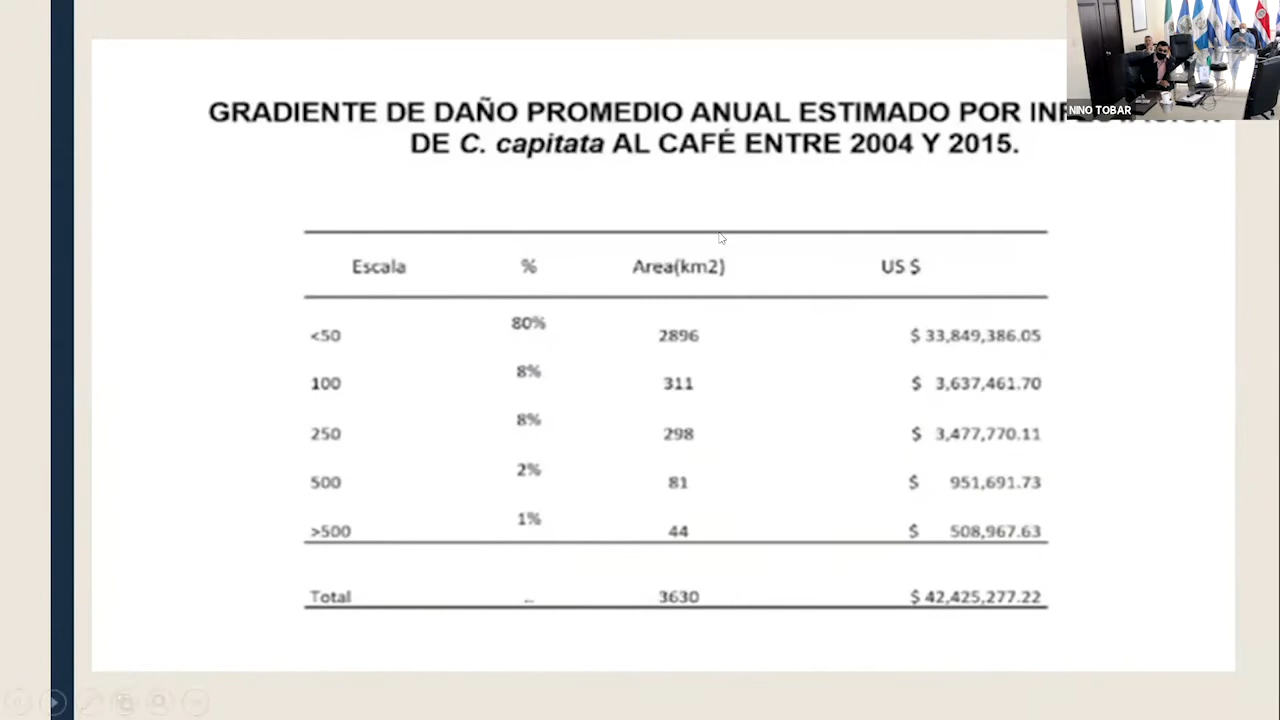 NINO TOBAR
GRADIENTE DE DAÑO PROMEDIO ANUAL ESTIMADO POR
DE C. capitata AL CAFÉ ENTRE 2004 Y 2015.
Escala % Area(km2) US $
<50 80% 2896 $ 33,849,386.05
100 8% 311 $ 3,637,461.70
250 8% 298 $ 3,477,770.11
500 2% 81 $ 951,691.73
>500 1% 44 $ 508,967.63
Total 3630 $ 42,425,277.22